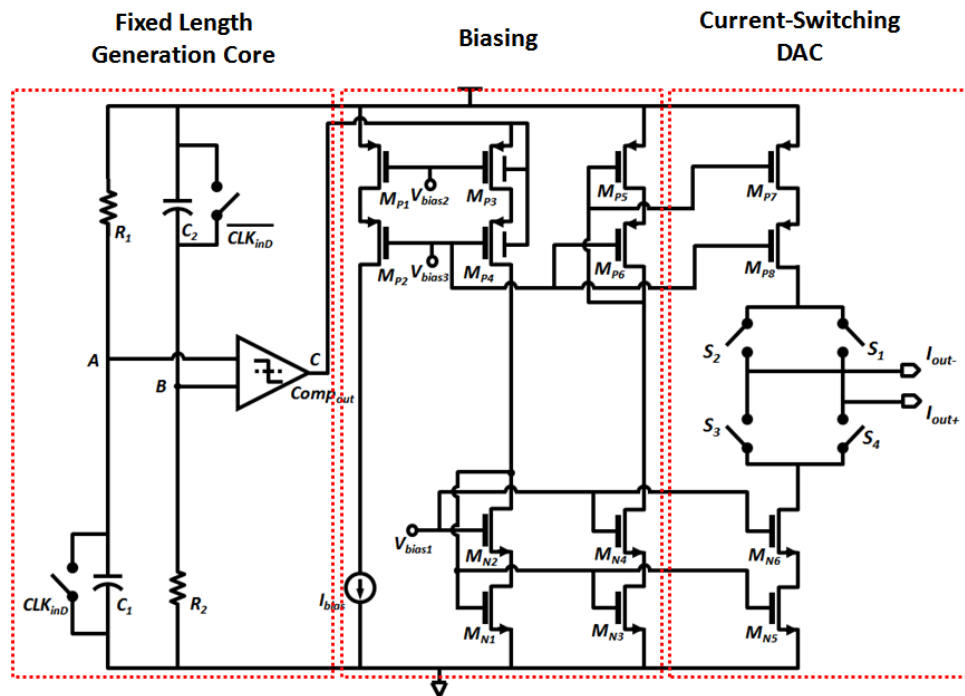 Fixed Length
Generation Core
Biasing
Current-Switching
DAC
R1
C2
CLKinD
A
B
C
Compout
CLKinD
C1
R2
MP1
Vbias2
MP3
MP2
Vbias3
MP4
MP5
MP6
MP7
MP8
S2
S1
Iout-
Iout+
S3
S4
Vbias1
MN2
MN4
MN6
Ibias
MN1
MN3
MN5